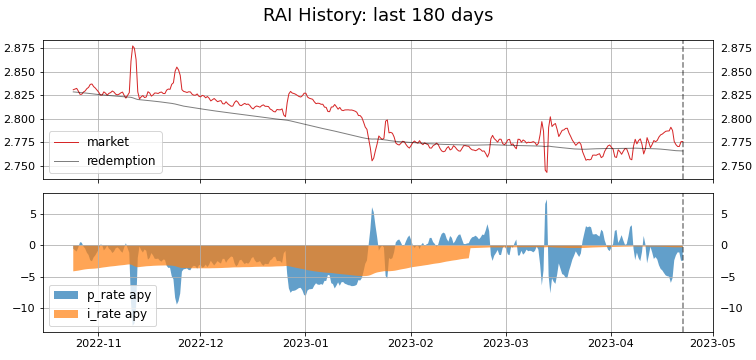 RAI History: last 180 days
2.875 2.875
2.850 2.850
2.825 2.825
2.800 2.800
2.775 2.775
2.750 2.750
market
redemption
5 5
0 0
−5 −5
−10 −10
p_rate apy
i_rate apy
2022-11 2022-12 2023-01 2023-02 2023-03 2023-04 2023-05